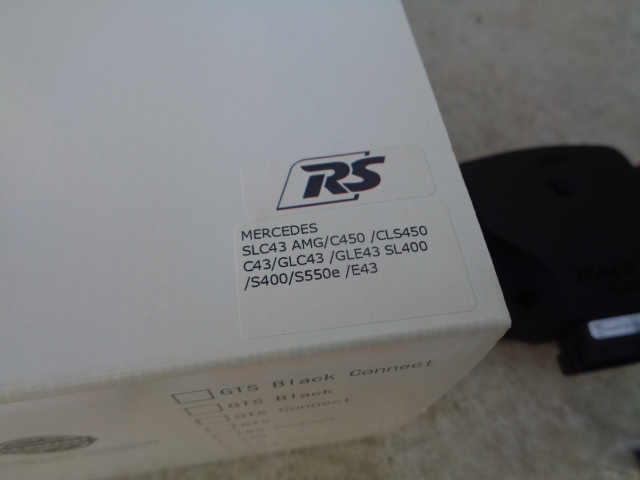 RS
MERCEDES
SLC43 AMG/C450 /CLS450
C43/GLC43 /GLE43 SL400
/S400/S550e /E43
GTS Black Connect
GTS Black
GTS Connect
GTS